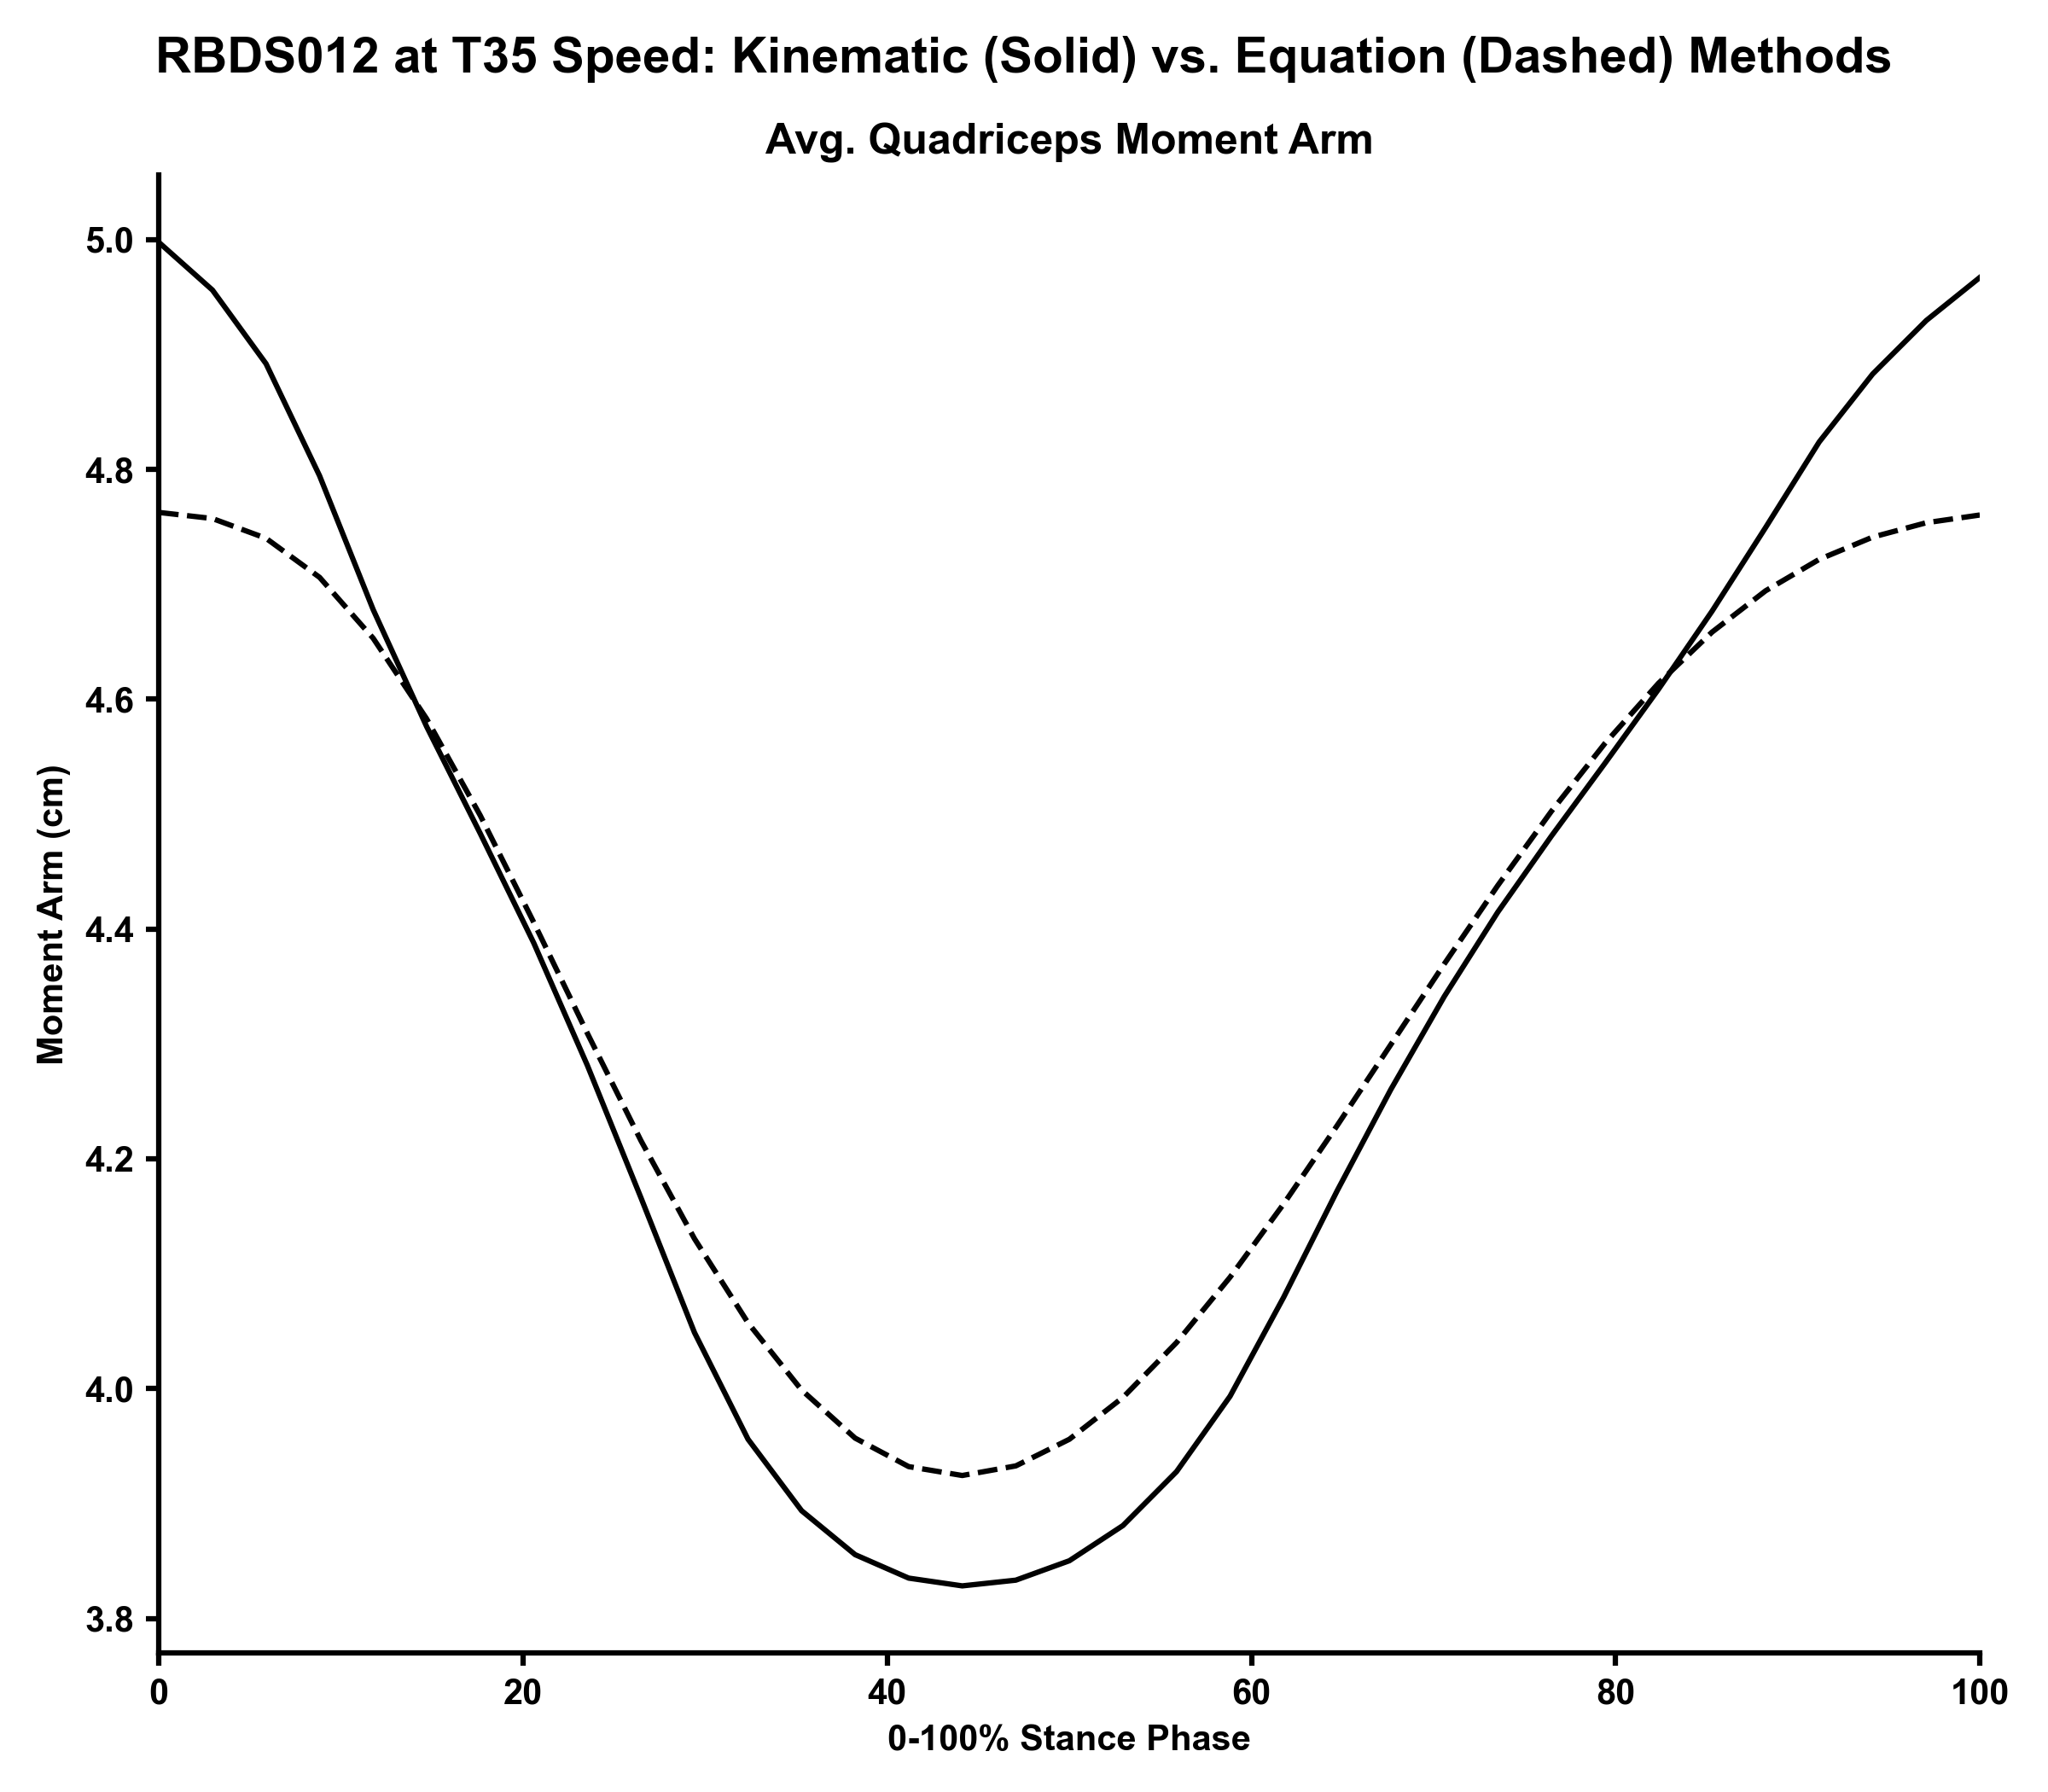 RBDS012 at T35 Speed: Kinematic (Solid) vs. Equation (Dashed) Methods
Avg. Quadriceps Moment Arm
Moment Arm (cm)
5.0
4.8
4.6
4.4
4.2
4.0
3.8
0 20 40 60 80 100
0-100% Stance Phase